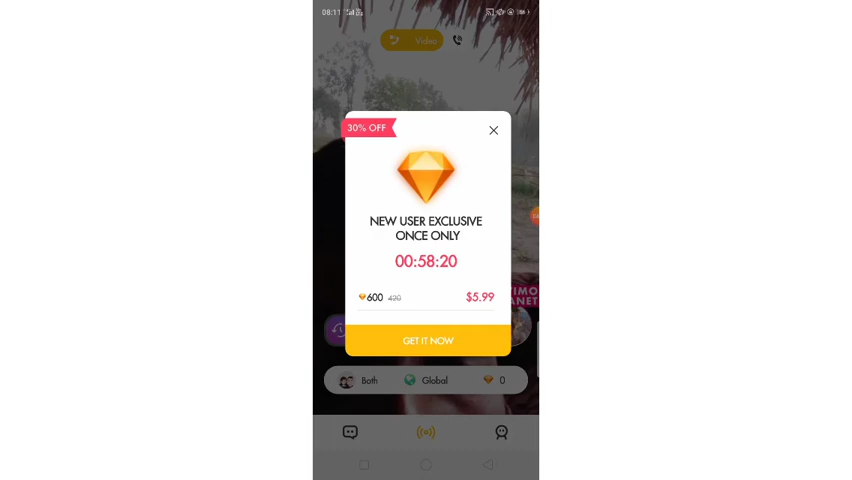 08:11
Video
30% OFF
NEW USER EXCLUSIVE
ONCE ONLY
00:58:20
600 420 $5.99
GET IT NOW
Both Global 0